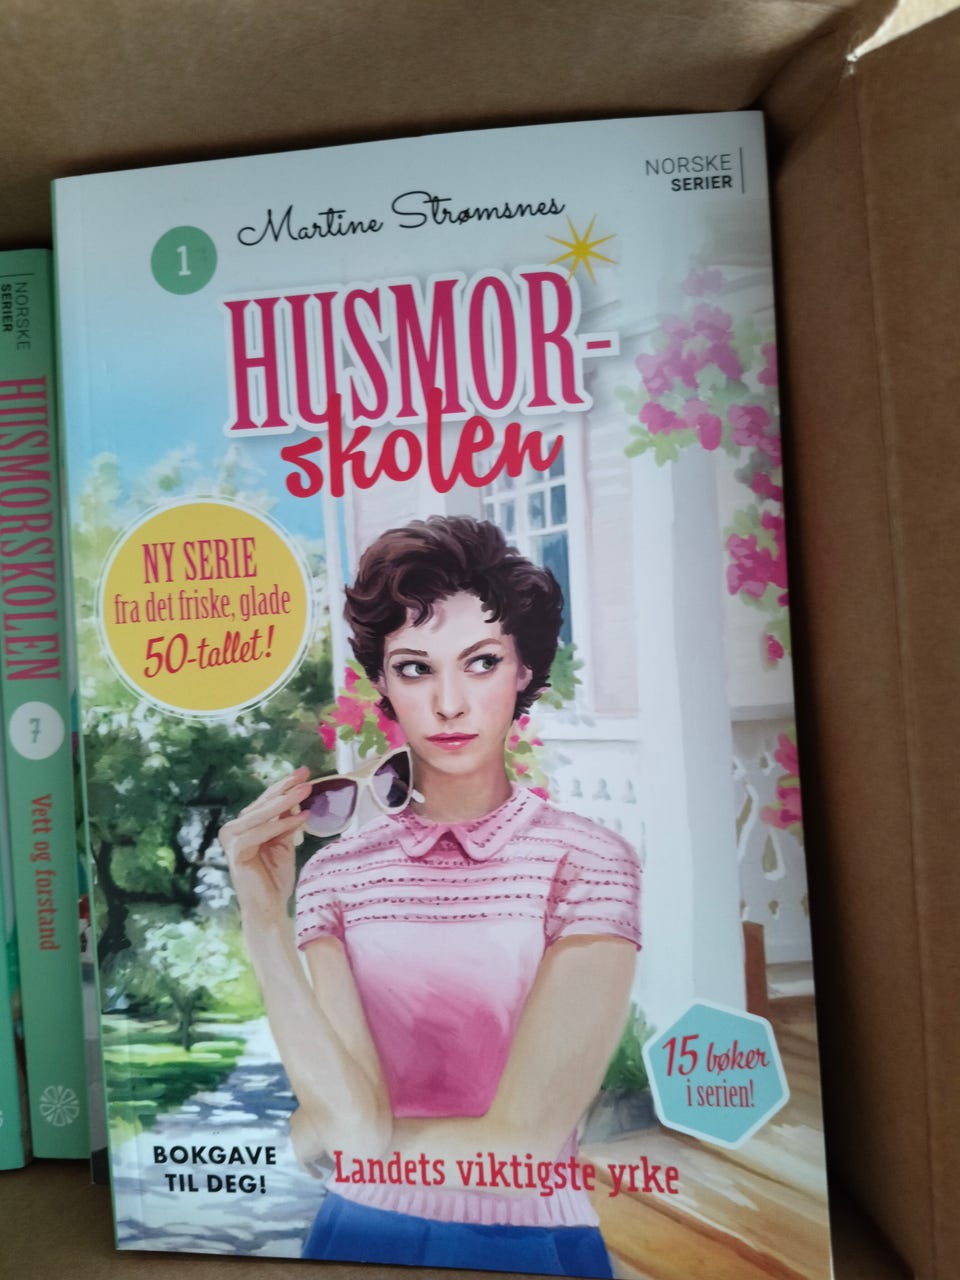 NORSKE
SERIER
Martine Strømsnes
1
HUSMOR-
skolen
NY SERIE
fra det friske, glade
50-tallet!
15 bøker
i serien!
BOKGAVE
TIL DEG!
Landets viktigste yrke
NORSKE
SERIER
HUSMORSKOLEN
7
Vett og forstand